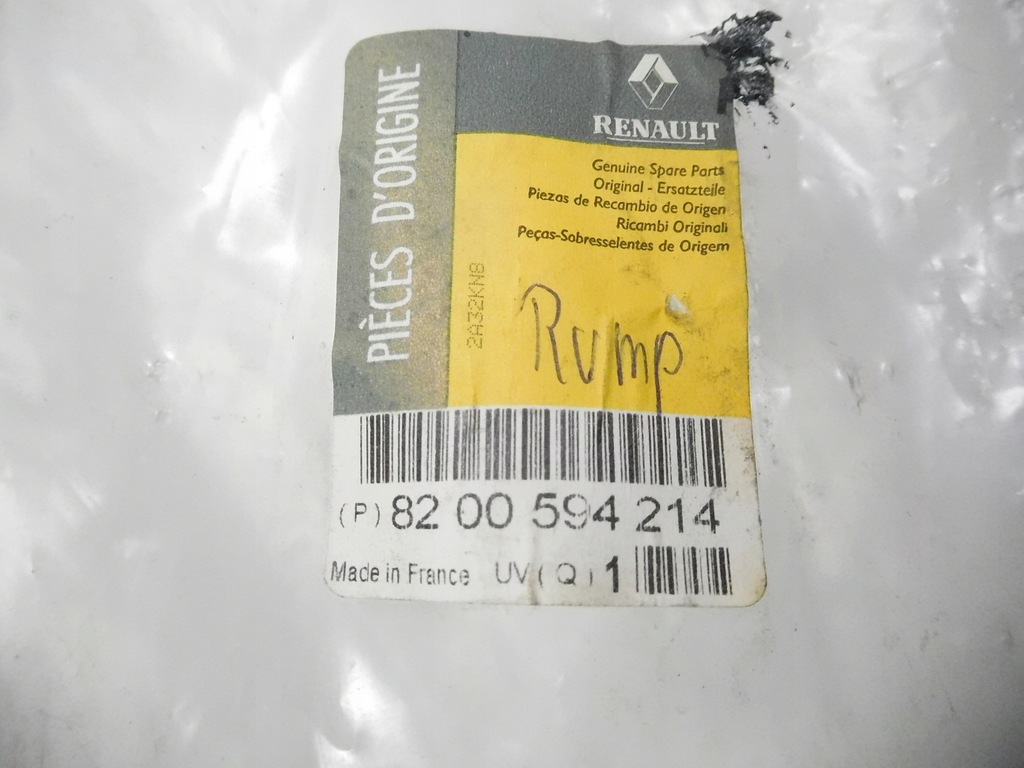 PIÈCES D'ORIGINE
RENAULT
Genuine Spare Parts
Original - Ersatzteile
Piezas de Recambio de Origen
Ricambi Originali
Peças-Sobresselentes de Origem
2A32KN8
Rump
(P) 82 00 594 214
Made in France UV ( Q ) 1